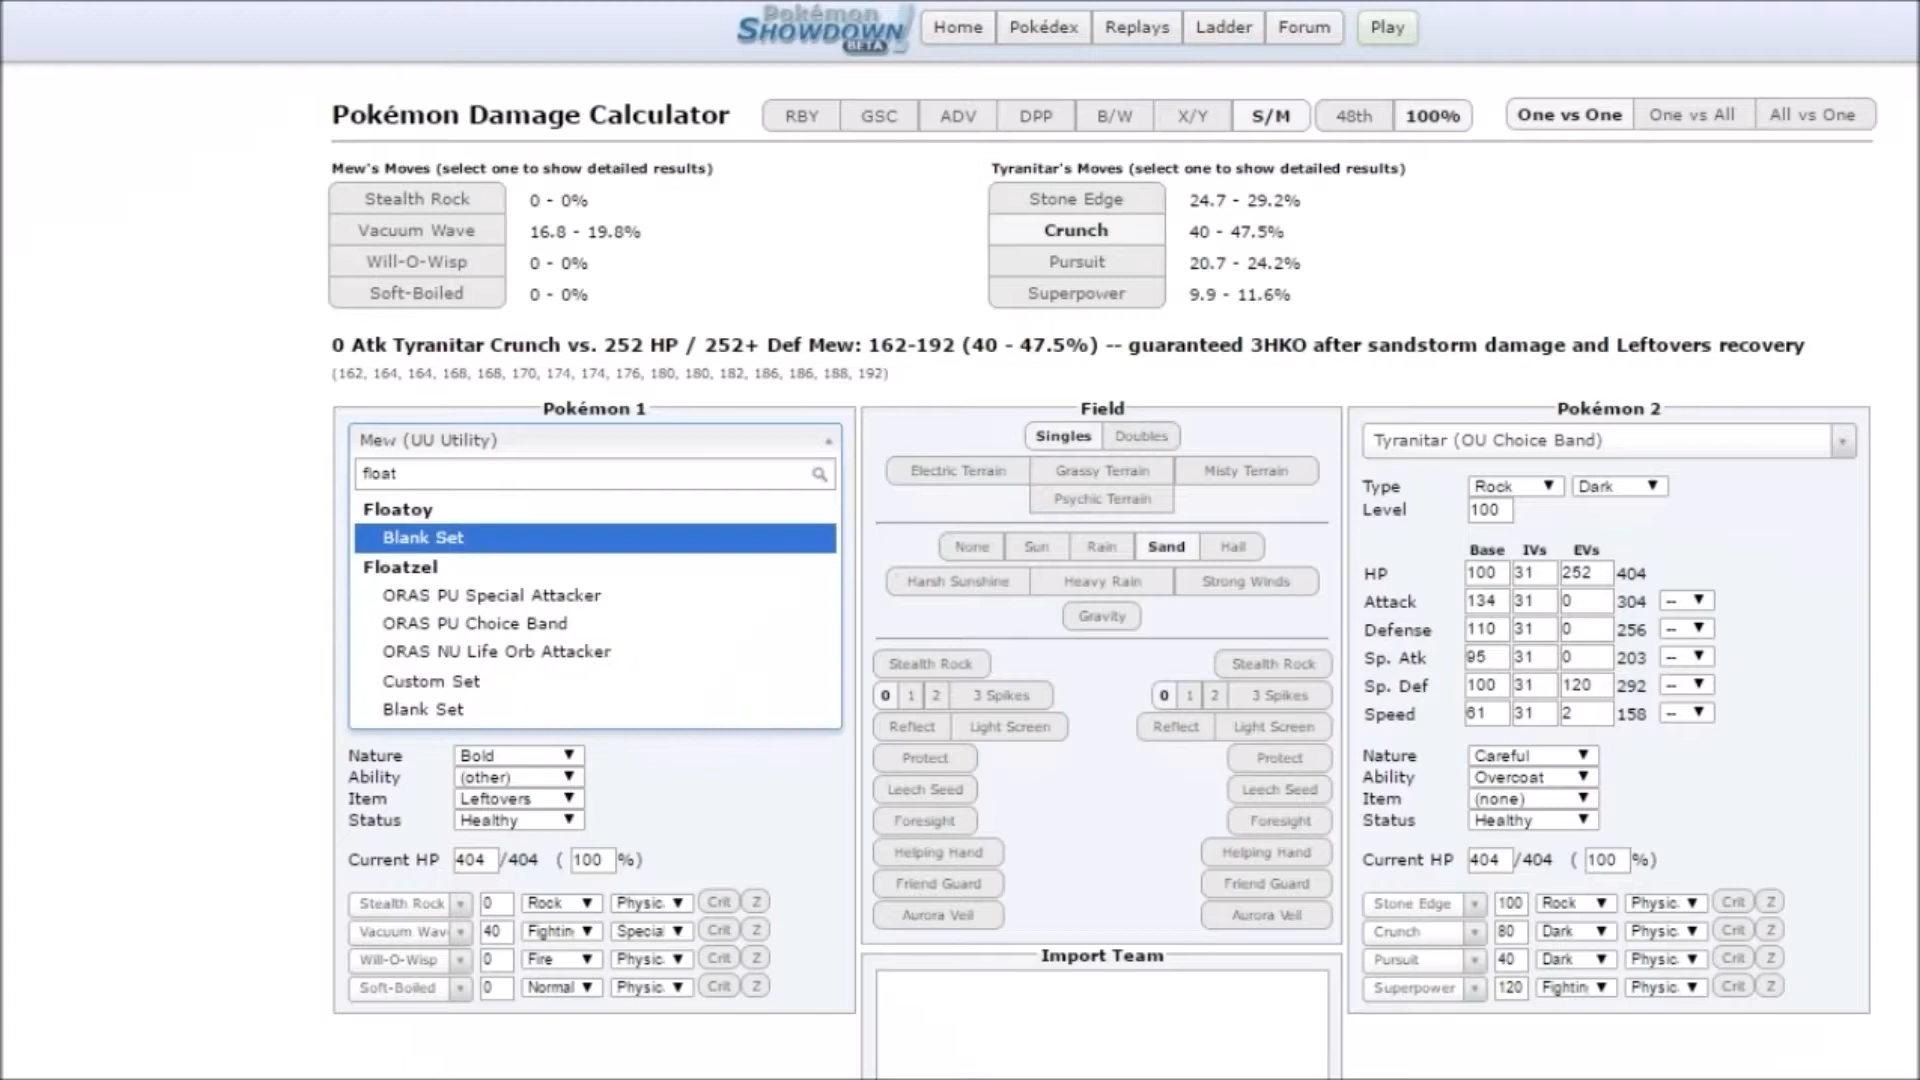 Pokémon SHOWDOWN! BETA Home Pokédex Replays Ladder Forum Play
Pokémon Damage Calculator RBY GSC ADV DPP B/W X/Y S/M 48th 100% One vs One One vs All All vs One
Mew's Moves (select one to show detailed results) Tyranitar's Moves (select one to show detailed results)
Stealth Rock 0 - 0% Stone Edge 24.7 - 29.2%
Vacuum Wave 16.8 - 19.8% Crunch 40 - 47.5%
Will-O-Wisp 0 - 0% Pursuit 20.7 - 24.2%
Soft-Boiled 0 - 0% Superpower 9.9 - 11.6%
0 Atk Tyranitar Crunch vs. 252 HP / 252+ Def Mew: 162-192 (40 - 47.5%) -- guaranteed 3HKO after sandstorm damage and Leftovers recovery
(162, 164, 164, 168, 168, 170, 174, 174, 176, 180, 180, 182, 186, 186, 188, 192)
Pokémon 1
Mew (UU Utility)
float
Floatoy
Blank Set
Floatzel
ORAS PU Special Attacker
ORAS PU Choice Band
ORAS NU Life Orb Attacker
Custom Set
Blank Set
Nature Bold
Ability (other)
Item Leftovers
Status Healthy
Current HP 404 /404 ( 100 %)
Stealth Rock 0 Rock Physic Crit Z
Vacuum Wav 40 Fightin Specia Crit Z
Will-O-Wisp 0 Fire Physic Crit Z
Soft-Boiled 0 Normal Physic Crit Z
Field
Singles Doubles
Electric Terrain Grassy Terrain Misty Terrain
Psychic Terrain
None Sun Rain Sand Hail
Harsh Sunshine Heavy Rain Strong Winds
Gravity
Stealth Rock Stealth Rock
0 1 2 3 Spikes 0 1 2 3 Spikes
Reflect Light Screen Reflect Light Screen
Protect Protect
Leech Seed Leech Seed
Foresight Foresight
Helping Hand Helping Hand
Friend Guard Friend Guard
Aurora Veil Aurora Veil
Import Team
Pokémon 2
Tyranitar (OU Choice Band)
Type Rock Dark
Level 100
Base IVs EVs
HP 100 31 252 404
Attack 134 31 0 304 --
Defense 110 31 0 256 --
Sp. Atk 95 31 0 203 --
Sp. Def 100 31 120 292 --
Speed 61 31 2 158 --
Nature Careful
Ability Overcoat
Item (none)
Status Healthy
Current HP 404 /404 ( 100 %)
Stone Edge 100 Rock Physic Crit Z
Crunch 80 Dark Physic Crit Z
Pursuit 40 Dark Physic Crit Z
Superpower 120 Fightin Physic Crit Z